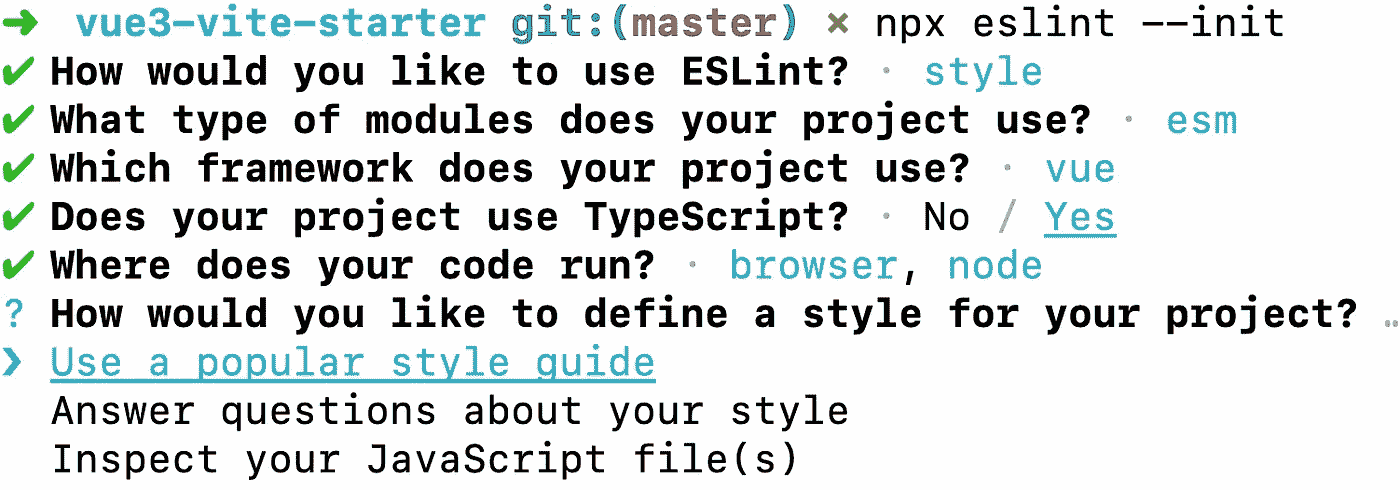 ➜ vue3-vite-starter git:(master) × npx eslint --init
✔ How would you like to use ESLint? · style
✔ What type of modules does your project use? · esm
✔ Which framework does your project use? · vue
✔ Does your project use TypeScript? · No / Yes
✔ Where does your code run? · browser, node
? How would you like to define a style for your project? …
❯ Use a popular style guide
Answer questions about your style
Inspect your JavaScript file(s)